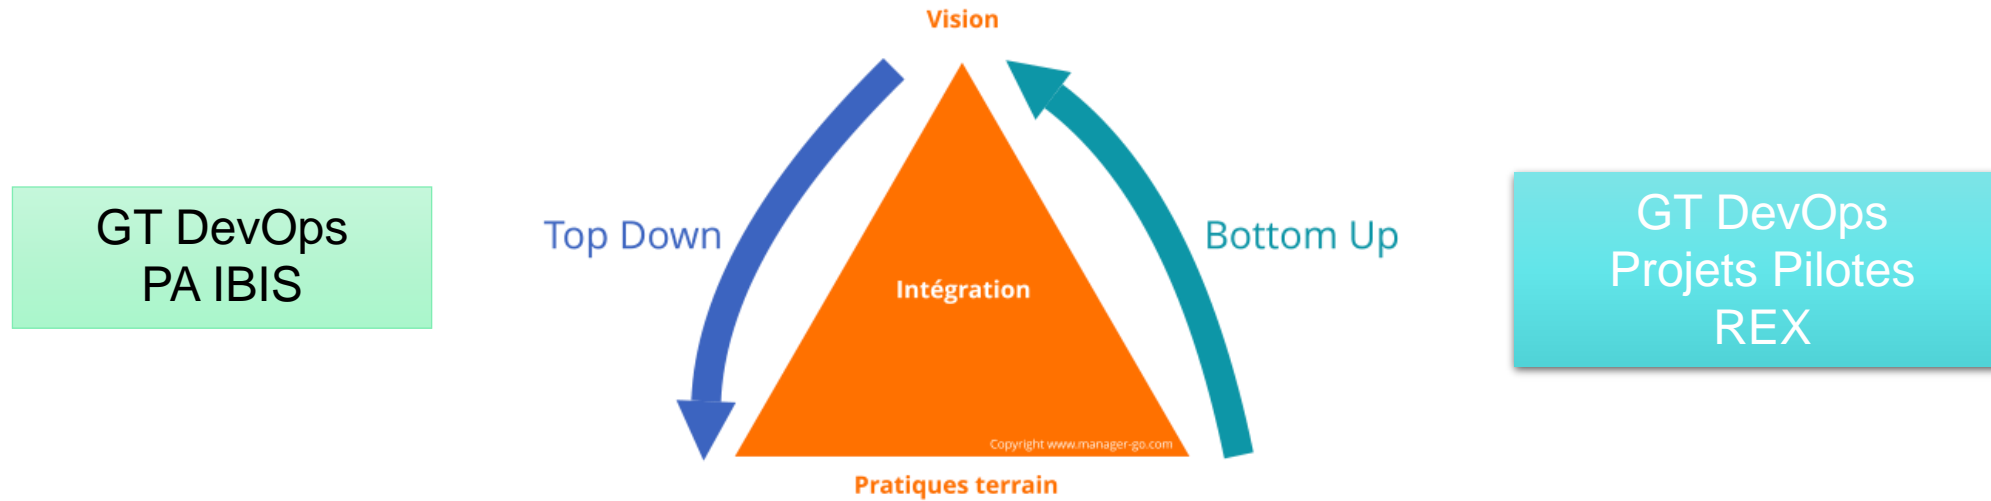 Vision
GT DevOps
PA IBIS
Top Down
Intégration
Bottom Up
GT DevOps
Projets Pilotes
REX
Copyright www.manager-go.com
Pratiques terrain